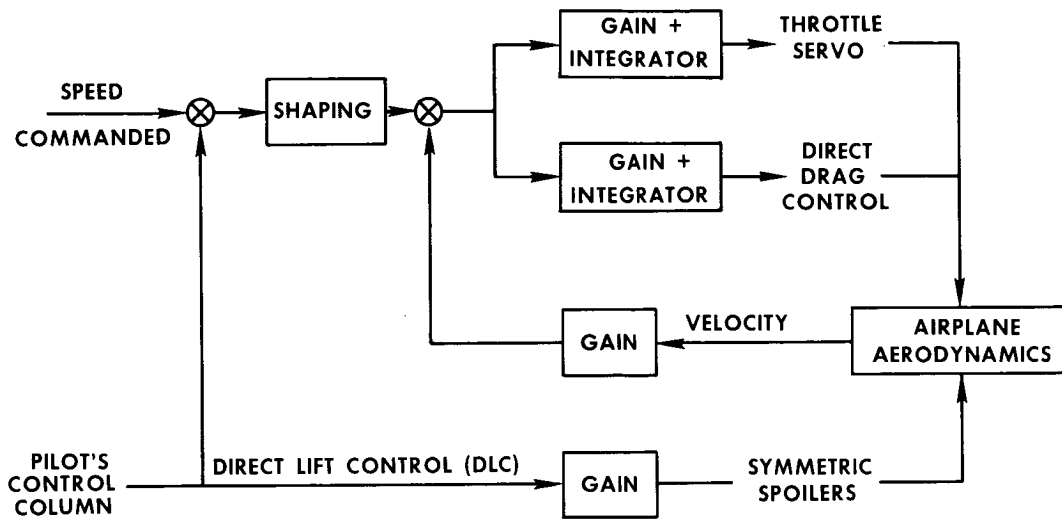 GAIN +
INTEGRATOR
THROTTLE
SERVO
SPEED
COMMANDED
SHAPING
GAIN +
INTEGRATOR
DIRECT
DRAG
CONTROL
GAIN
VELOCITY
AIRPLANE
AERODYNAMICS
PILOT'S
CONTROL
COLUMN
DIRECT LIFT CONTROL (DLC)
GAIN
SYMMETRIC
SPOILERS